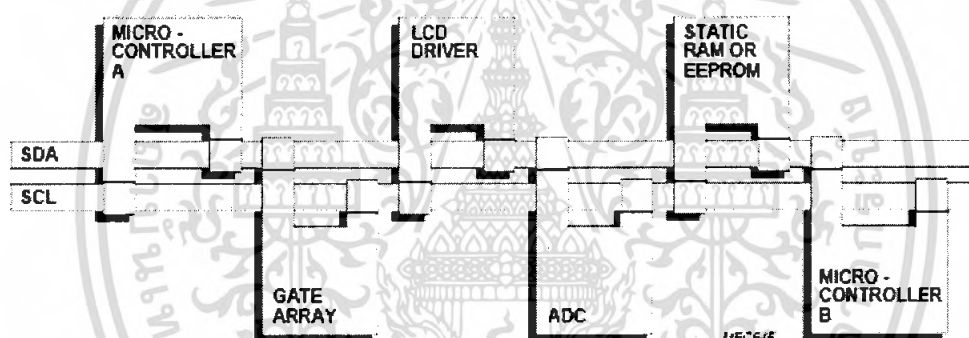 MICRO -
CONTROLLER
A
LCD
DRIVER
STATIC
RAM OR
EEPROM
SDA
SCL
GATE
ARRAY
ADC
MICRO -
CONTROLLER
B